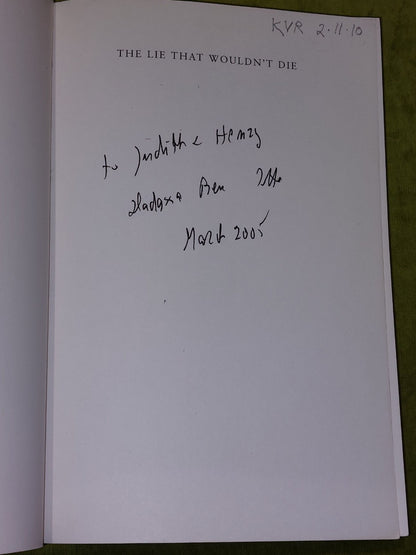 KVR 2·11·10
THE LIE THAT WOULDN'T DIE
to Judith & Henry
Hadassa Ben Itto
March 2005